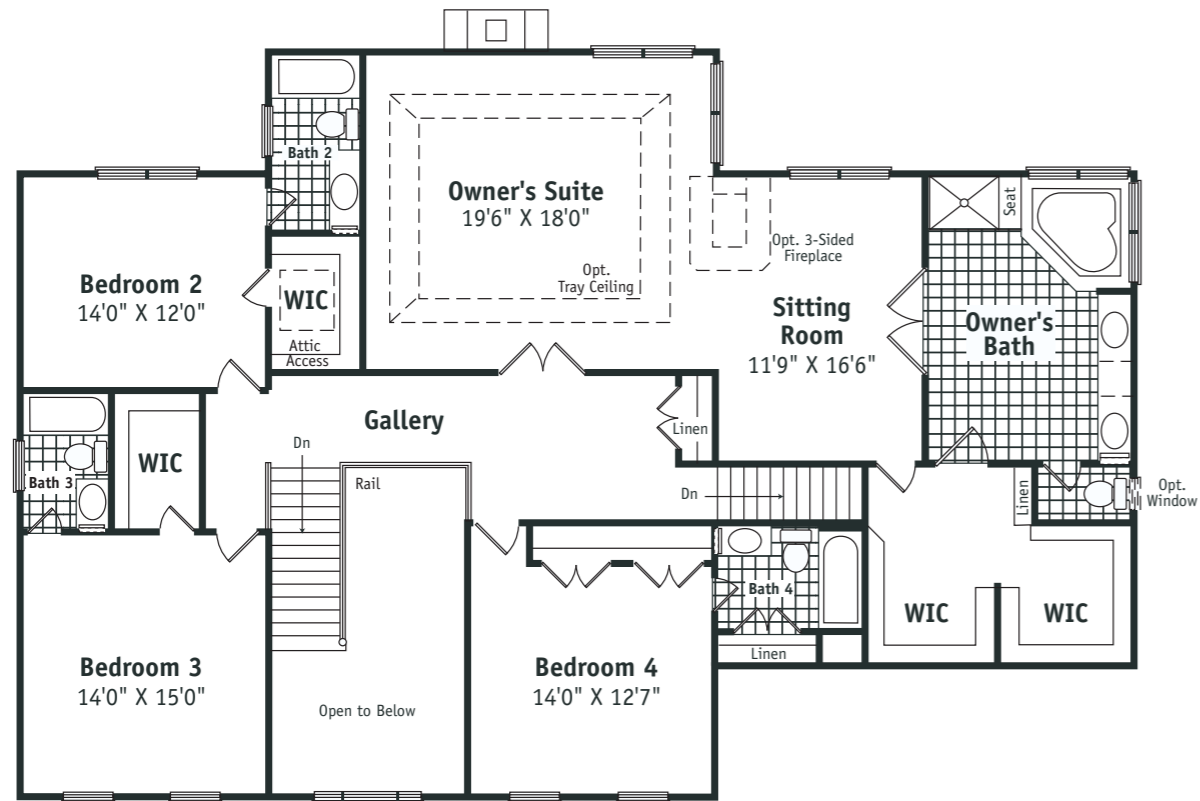 Bath 2
Owner's Suite
19'6" X 18'0"
Opt.
Tray Ceiling
Opt. 3-Sided
Fireplace
Seat
Bedroom 2
14'0" X 12'0"
WIC
Attic
Access
Sitting
Room
11'9" X 16'6"
Owner's
Bath
Gallery
Linen
Dn
Rail
WIC
Bath 3
Dn
Linen
Opt.
Window
Bath 4
Linen
WIC
WIC
Bedroom 3
14'0" X 15'0"
Open to Below
Bedroom 4
14'0" X 12'7"